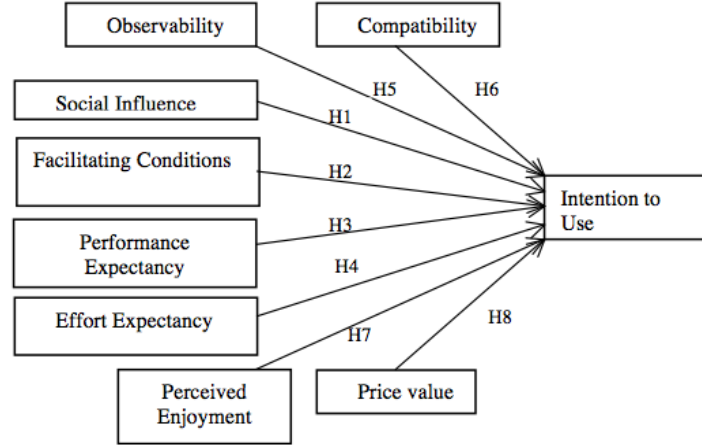 Observability
Compatibility
H5
H6
Social Influence
H1
Facilitating Conditions
H2
Intention to
Use
Performance
Expectancy
H3
H4
Effort Expectancy
H7
H8
Perceived
Enjoyment
Price value